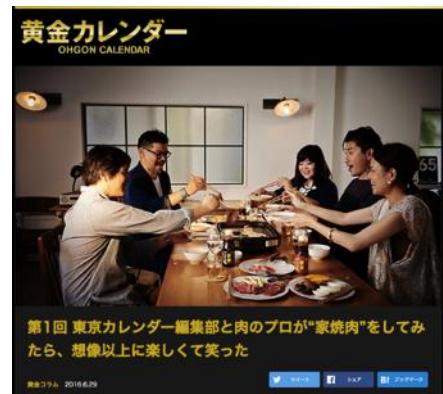 黄金カレンダー
OHGON CALENDAR
第1回 東京カレンダー編集部と肉のプロが“家焼肉”をしてみ
たら、想像以上に楽しくて笑った
黄金コラム 2016.6.29
ツイート シェア B! ブックマーク